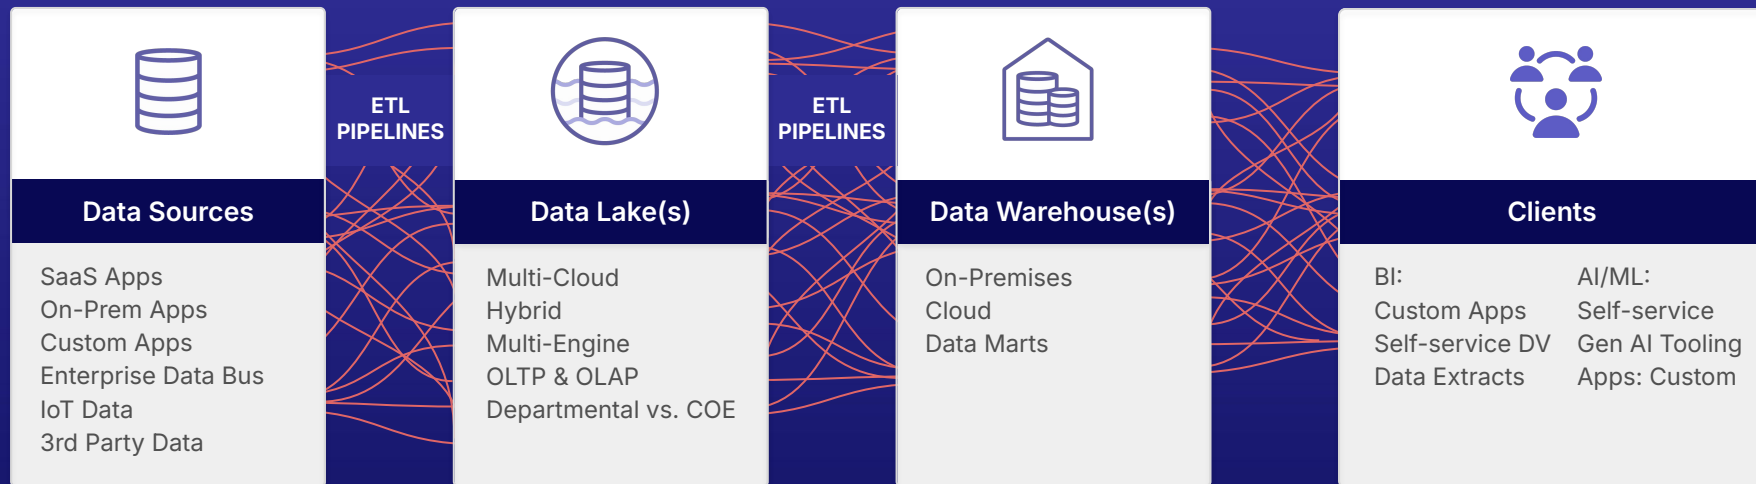 ETL
PIPELINES
ETL
PIPELINES
Data Sources
SaaS Apps
On-Prem Apps
Custom Apps
Enterprise Data Bus
IoT Data
3rd Party Data
Data Lake(s)
Multi-Cloud
Hybrid
Multi-Engine
OLTP & OLAP
Departmental vs. COE
Data Warehouse(s)
On-Premises
Cloud
Data Marts
Clients
BI:
Custom Apps
Self-service DV
Data Extracts
AI/ML:
Self-service
Gen AI Tooling
Apps: Custom